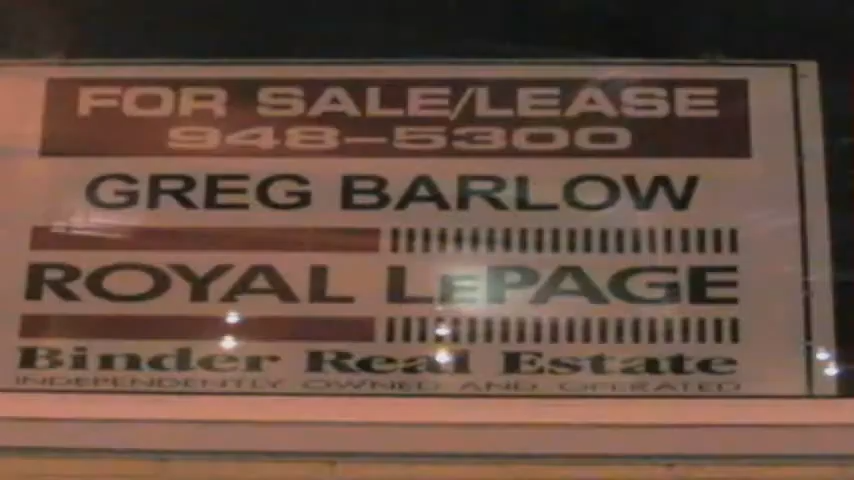 FOR SALE/LEASE
948-5300
GREG BARLOW
ROYAL LEPAGE
Binder Real Estate
INDEPENDENTLY OWNED AND OPERATED